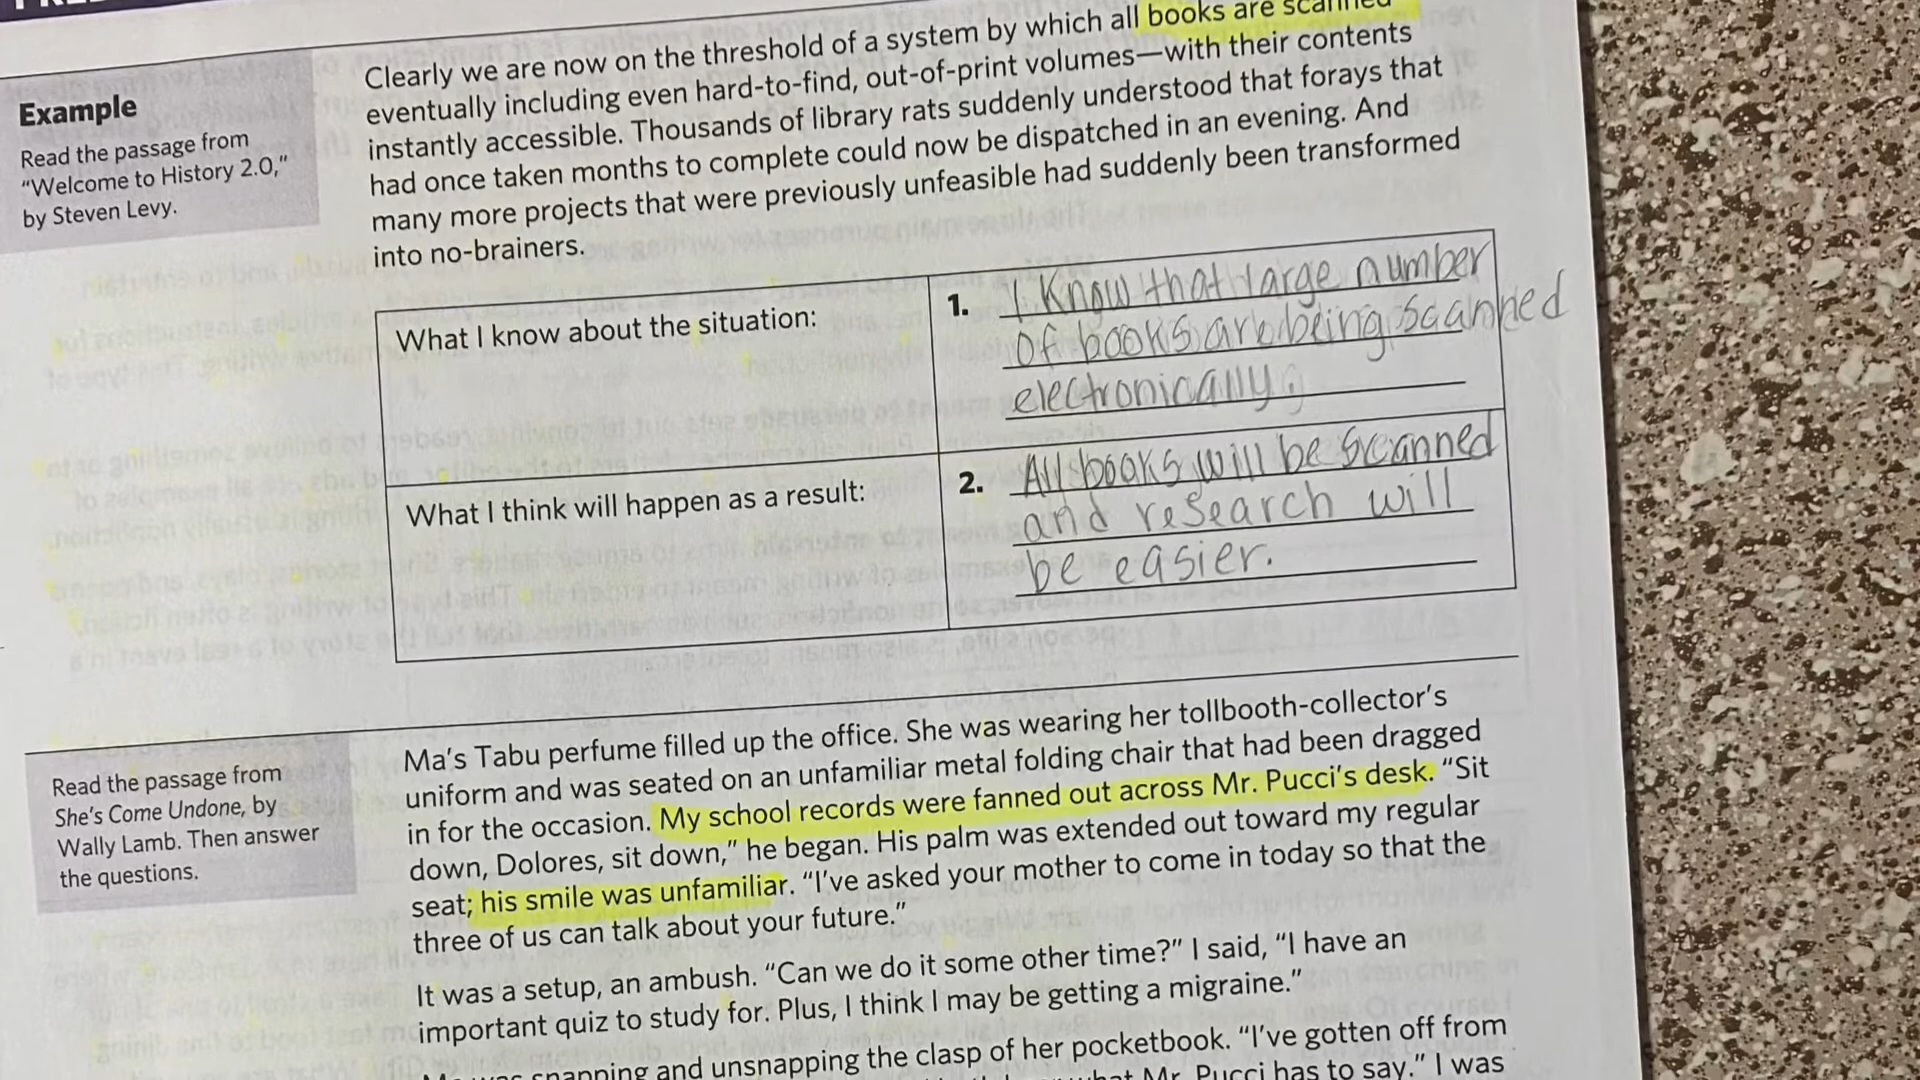 Clearly we are now on the threshold of a system by which all books are scanned
eventually including even hard-to-find, out-of-print volumes—with their contents
instantly accessible. Thousands of library rats suddenly understood that forays that
had once taken months to complete could now be dispatched in an evening. And
many more projects that were previously unfeasible had suddenly been transformed
into no-brainers.
Example
Read the passage from
"Welcome to History 2.0,"
by Steven Levy.
What I know about the situation:
1. I know that large number
of books are being scanned
electronically.
What I think will happen as a result:
2. All books will be scanned
and research will
be easier.
Read the passage from
She's Come Undone, by
Wally Lamb. Then answer
the questions.
Ma's Tabu perfume filled up the office. She was wearing her tollbooth-collector's
uniform and was seated on an unfamiliar metal folding chair that had been dragged
in for the occasion. My school records were fanned out across Mr. Pucci's desk. "Sit
down, Dolores, sit down," he began. His palm was extended out toward my regular
seat; his smile was unfamiliar. "I've asked your mother to come in today so that the
three of us can talk about your future."
It was a setup, an ambush. "Can we do it some other time?" I said, "I have an
important quiz to study for. Plus, I think I may be getting a migraine."
snapping and unsnapping the clasp of her pocketbook. "I've gotten off from
Mr. Pucci has to say." I was